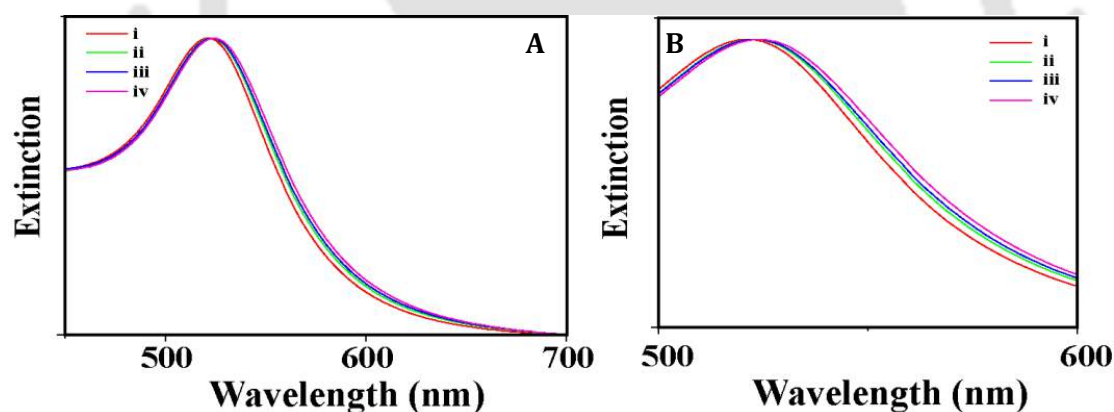 A
i
ii
iii
iv
Extinction
500 600 700
Wavelength (nm)
B
i
ii
iii
iv
Extinction
500 600
Wavelength (nm)